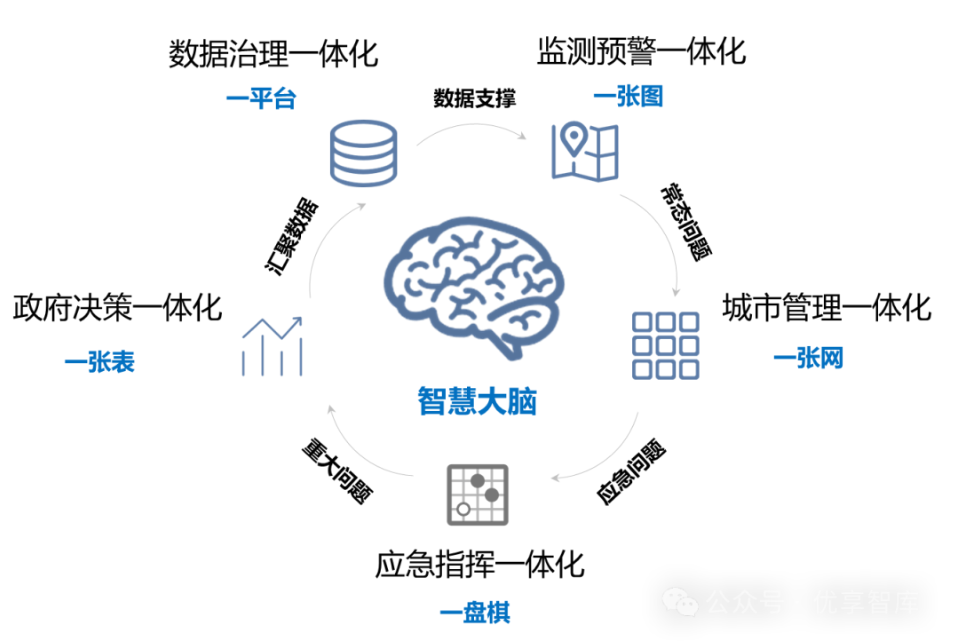 数据治理一体化
一平台
监测预警一体化
一张图
数据支撑
常态问题
汇聚数据
政府决策一体化
一张表
城市管理一体化
一张网
智慧大脑
重大问题
应急问题
应急指挥一体化
一盘棋
公众号 优享智库